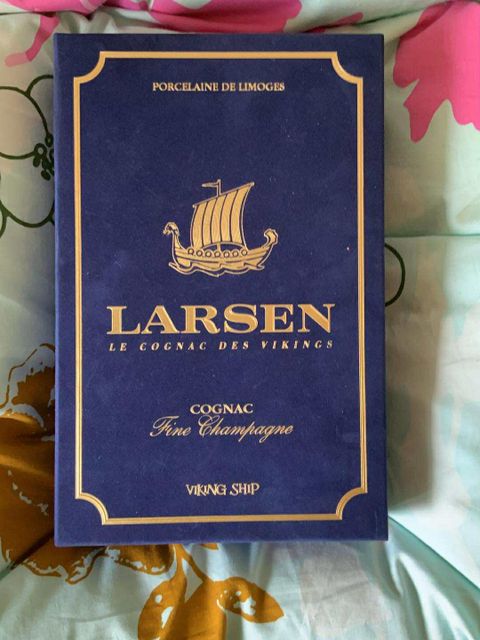 PORCELAINE DE LIMOGES
LARSEN
LE COGNAC DES VIKINGS
COGNAC
Fine Champagne
VIKING SHIP